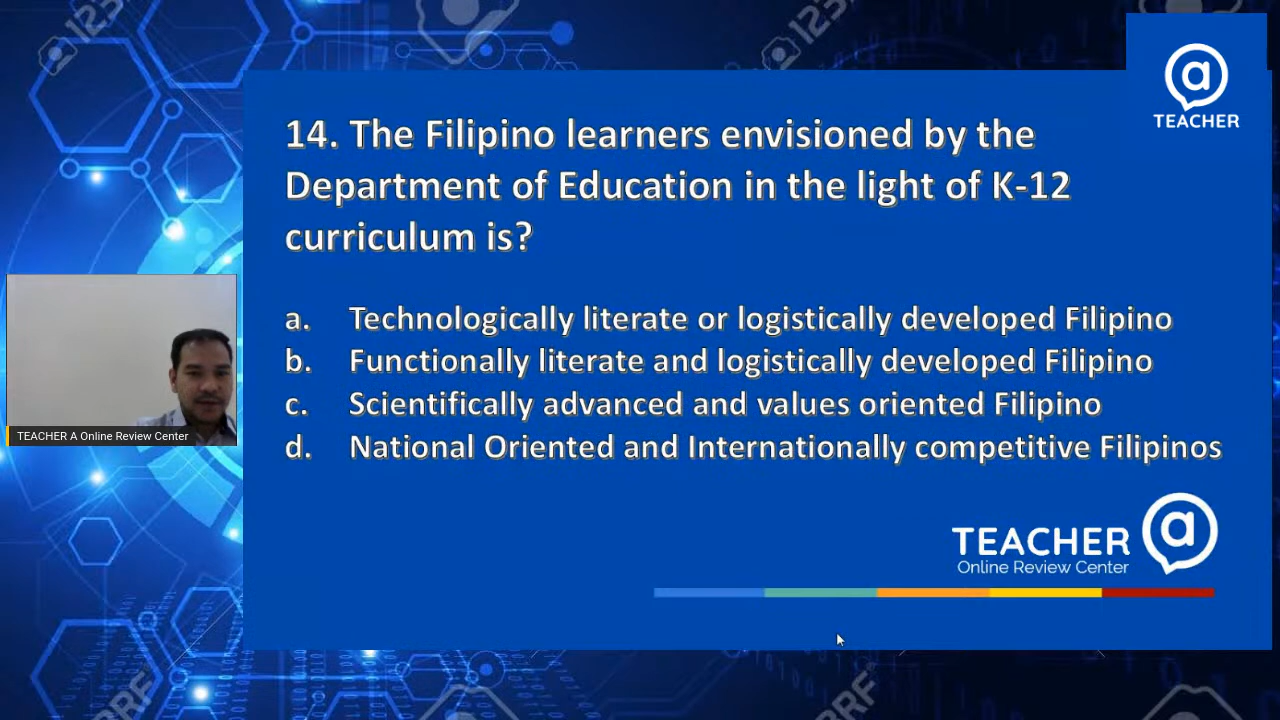 TEACHER
14. The Filipino learners envisioned by the
Department of Education in the light of K-12
curriculum is?
a. Technologically literate or logistically developed Filipino
b. Functionally literate and logistically developed Filipino
c. Scientifically advanced and values oriented Filipino
d. National Oriented and Internationally competitive Filipinos
TEACHER A Online Review Center
TEACHER a
Online Review Center